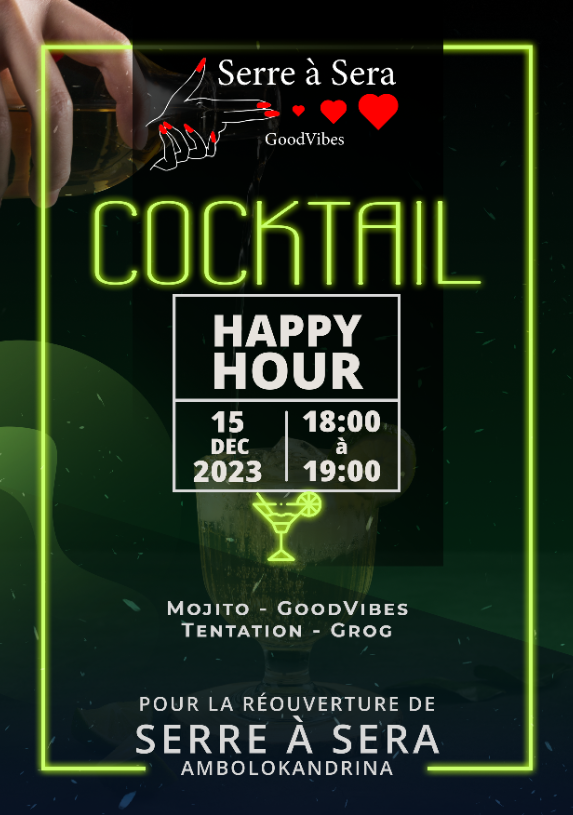 Serre à Sera
GoodVibes
COCKTAIL
HAPPY
HOUR
15
DEC
2023
18:00
à
19:00
Mojito - GoodVibes
Tentation - Grog
POUR LA RÉOUVERTURE DE
SERRE À SERA
AMBOLOKANDRINA